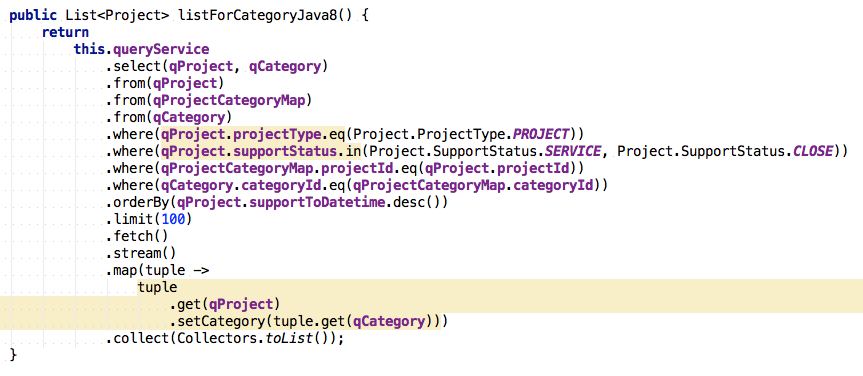 public List<Project> listForCategoryJava8() {
    return
        this.queryService
            .select(qProject, qCategory)
            .from(qProject)
            .from(qProjectCategoryMap)
            .from(qCategory)
            .where(qProject.projectType.eq(Project.ProjectType.PROJECT))
            .where(qProject.supportStatus.in(Project.SupportStatus.SERVICE, Project.SupportStatus.CLOSE))
            .where(qProjectCategoryMap.projectId.eq(qProject.projectId))
            .where(qCategory.categoryId.eq(qProjectCategoryMap.categoryId))
            .orderBy(qProject.supportToDatetime.desc())
            .limit(100)
            .fetch()
            .stream()
            .map(tuple ->
                tuple
                    .get(qProject)
                    .setCategory(tuple.get(qCategory)))
            .collect(Collectors.toList());
}